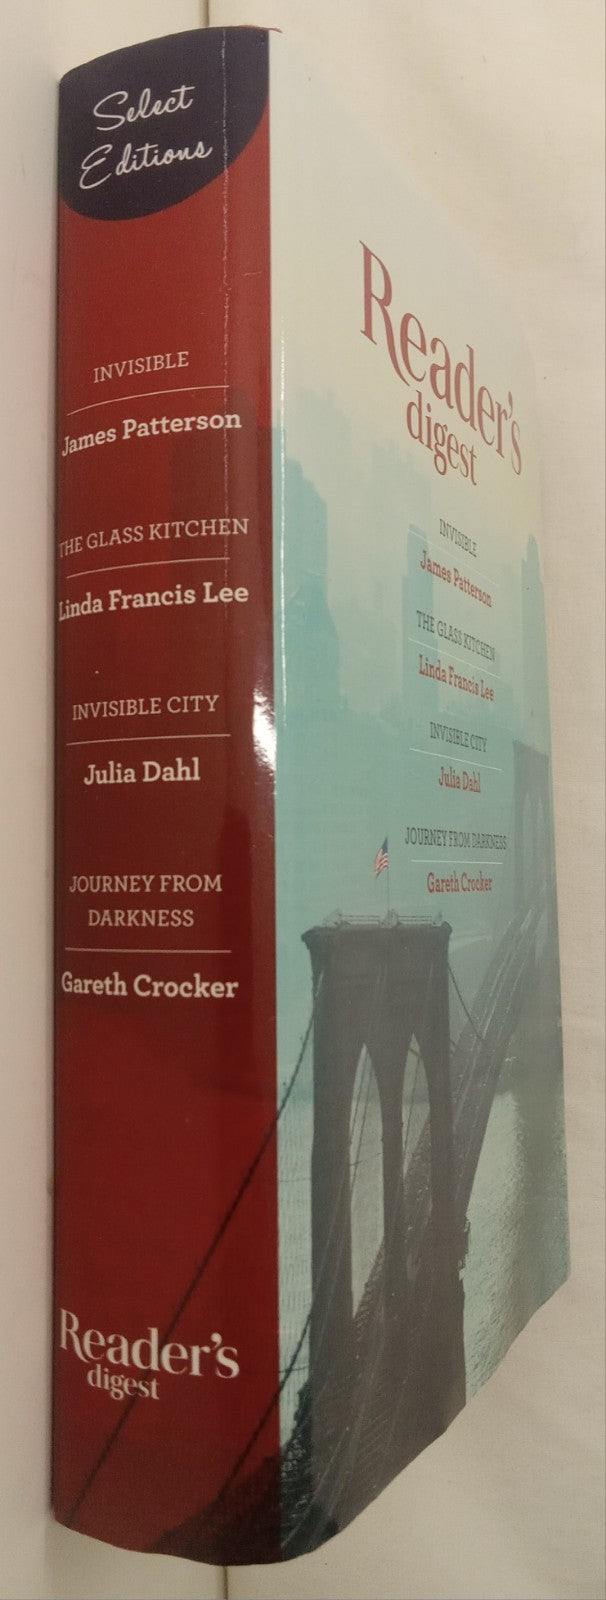 Select
Editions
INVISIBLE
James Patterson
THE GLASS KITCHEN
Linda Francis Lee
INVISIBLE CITY
Julia Dahl
JOURNEY FROM
DARKNESS
Gareth Crocker
Reader's
digest
Reader's
digest
INVISIBLE
James Patterson
THE GLASS KITCHEN
Linda Francis Lee
INVISIBLE CITY
Julia Dahl
JOURNEY FROM DARKNESS
Gareth Crocker